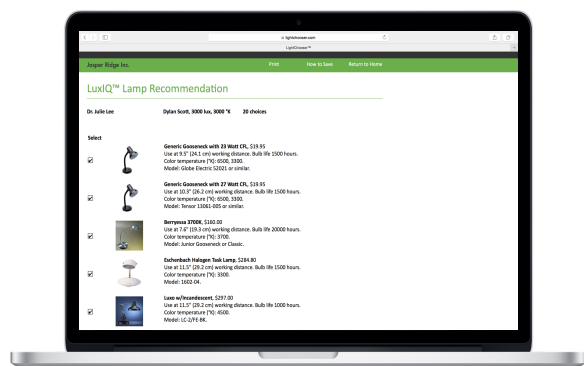 lightchooser.com
LightChooser™
Jasper Ridge Inc.
Print
How to Save
Return to Home
LuxIQ™ Lamp Recommendation
Dr. Julie Lee
Dylan Scott, 3000 lux, 3000 °K
20 choices
Select
Generic Gooseneck with 23 Watt CFL, $19.95
Use at 9.5" (24.1 cm) working distance. Bulb life 1500 hours.
Color temperature (°K): 6500, 3300.
Model: Globe Electric 52021 or similar.
Generic Gooseneck with 27 Watt CFL, $19.95
Use at 10.3" (26.2 cm) working distance. Bulb life 1500 hours.
Color temperature (°K): 6500, 3300.
Model: Tensor 13061-005 or similar.
Berryessa 3700K, $160.00
Use at 7.6" (19.3 cm) working distance. Bulb life 20000 hours.
Color temperature (°K): 3700.
Model: Junior Gooseneck or Classic.
Eschenbach Halogen Task Lamp, $284.80
Use at 11.5" (29.2 cm) working distance. Bulb life 1500 hours.
Color temperature (°K): 3300.
Model: 1602-04.
Luxo w/Incandescent, $297.00
Use at 11.5" (29.2 cm) working distance. Bulb life 1000 hours.
Color temperature (°K): 4500.
Model: LC-2/FE-BK.